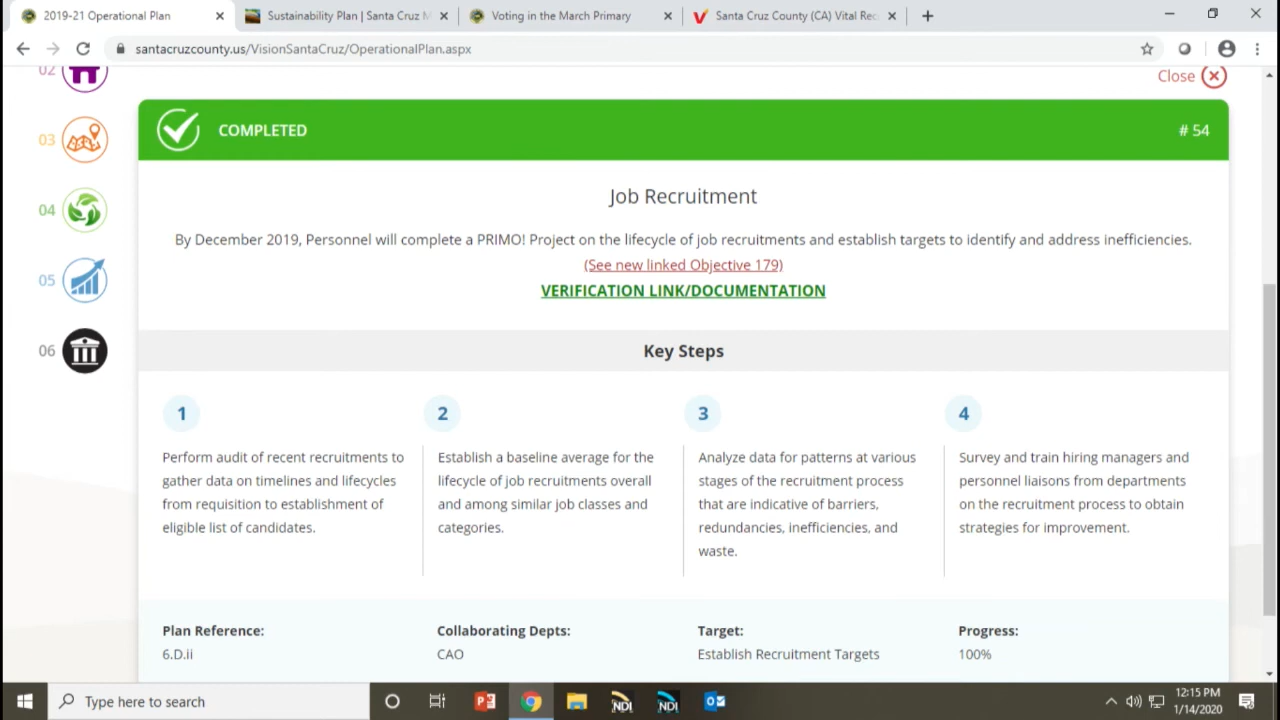 2019-21 Operational Plan
Sustainability Plan | Santa Cruz M
Voting in the March Primary
Santa Cruz County (CA) Vital Rec
santacruzcounty.us/VisionSantaCruz/OperationalPlan.aspx
02
Close
03
COMPLETED
# 54
Job Recruitment
04
By December 2019, Personnel will complete a PRIMO! Project on the lifecycle of job recruitments and establish targets to identify and address inefficiencies.
(See new linked Objective 179)
05
VERIFICATION LINK/DOCUMENTATION
06
Key Steps
1
Perform audit of recent recruitments to
gather data on timelines and lifecycles
from requisition to establishment of
eligible list of candidates.
2
Establish a baseline average for the
lifecycle of job recruitments overall
and among similar job classes and
categories.
3
Analyze data for patterns at various
stages of the recruitment process
that are indicative of barriers,
redundancies, inefficiencies, and
waste.
4
Survey and train hiring managers and
personnel liaisons from departments
on the recruitment process to obtain
strategies for improvement.
Plan Reference:
6.D.ii
Collaborating Depts:
CAO
Target:
Establish Recruitment Targets
Progress:
100%
Type here to search
NDI
NDI
12:15 PM
1/14/2020